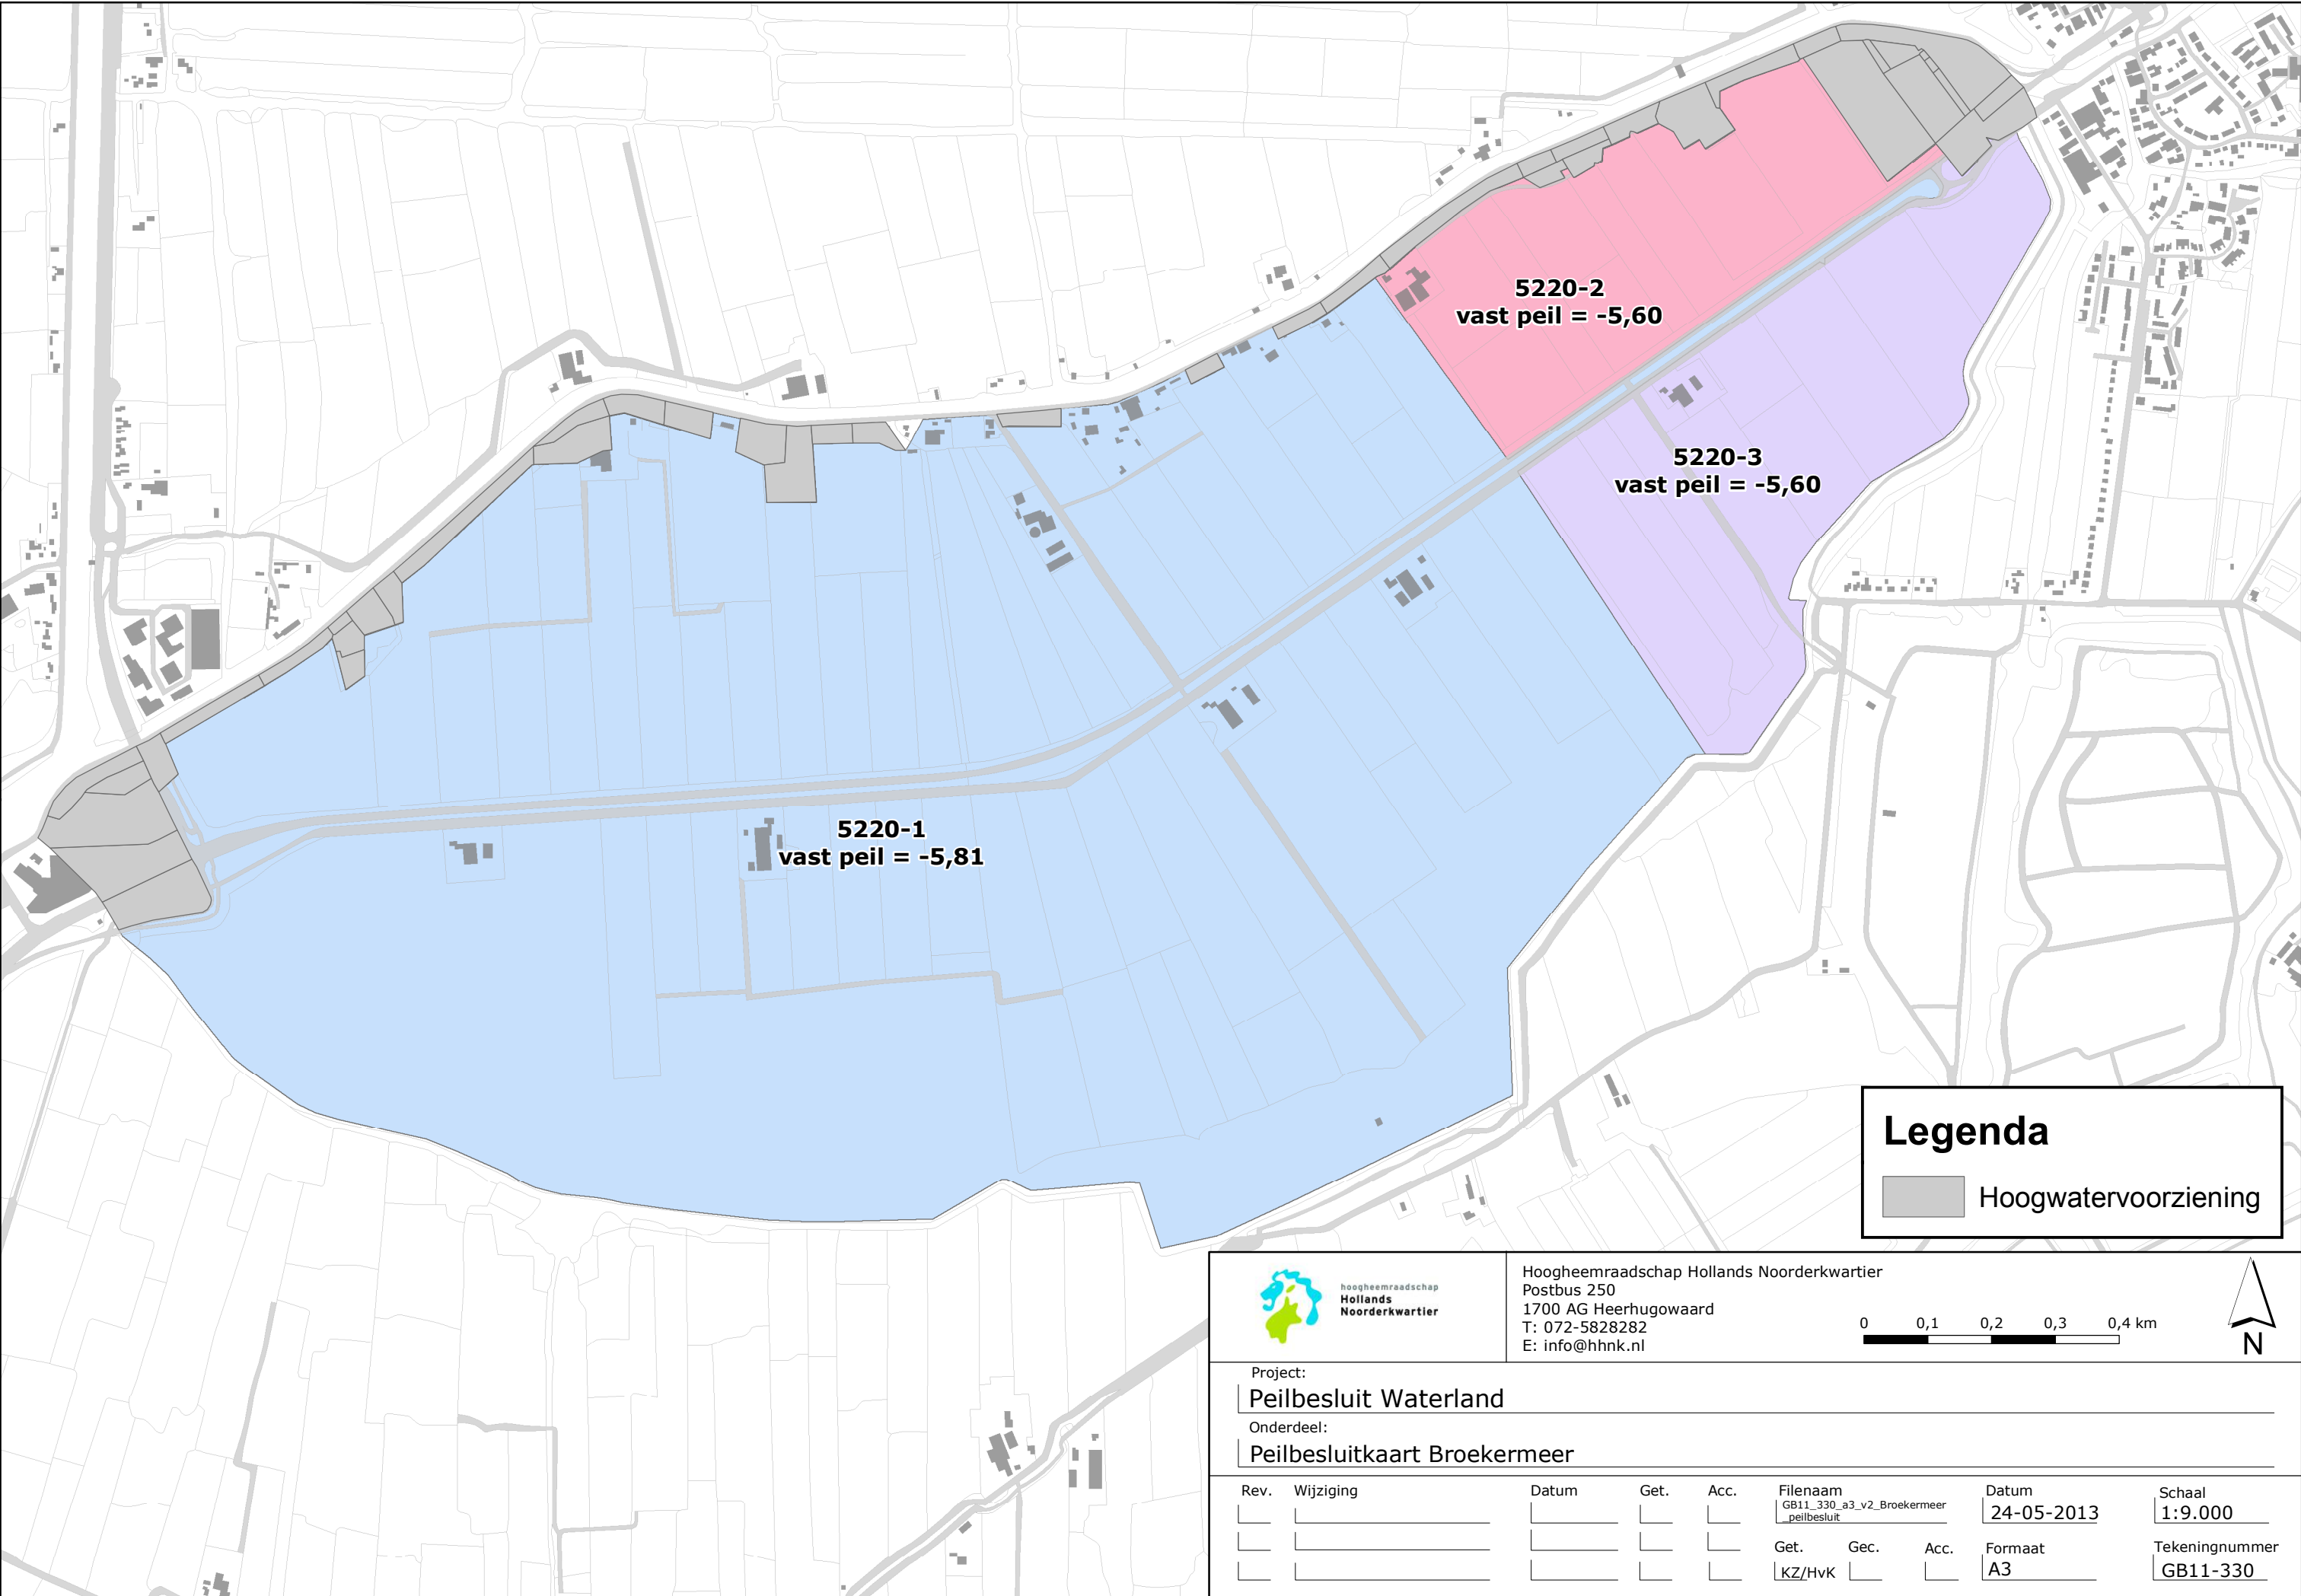 5220-2
vast peil = -5,60
5220-3
vast peil = -5,60
5220-1
vast peil = -5,81
Legenda
Hoogwatervoorziening
hoogheemraadschap
Hollands
Noorderkwartier
Hoogheemraadschap Hollands Noorderkwartier
Postbus 250
1700 AG Heerhugowaard
T: 072-5828282
E: info@hhnk.nl
0 0,1 0,2 0,3 0,4 km
N
Project:
Peilbesluit Waterland
Onderdeel:
Peilbesluitkaart Broekermeer
Rev. Wijziging Datum Get. Acc. Filenaam Datum Schaal
GB11_330_a3_v2_Broekermeer
_peilbesluit
24-05-2013 1:9.000
Get. Gec. Acc. Formaat Tekeningnummer
KZ/HvK A3 GB11-330